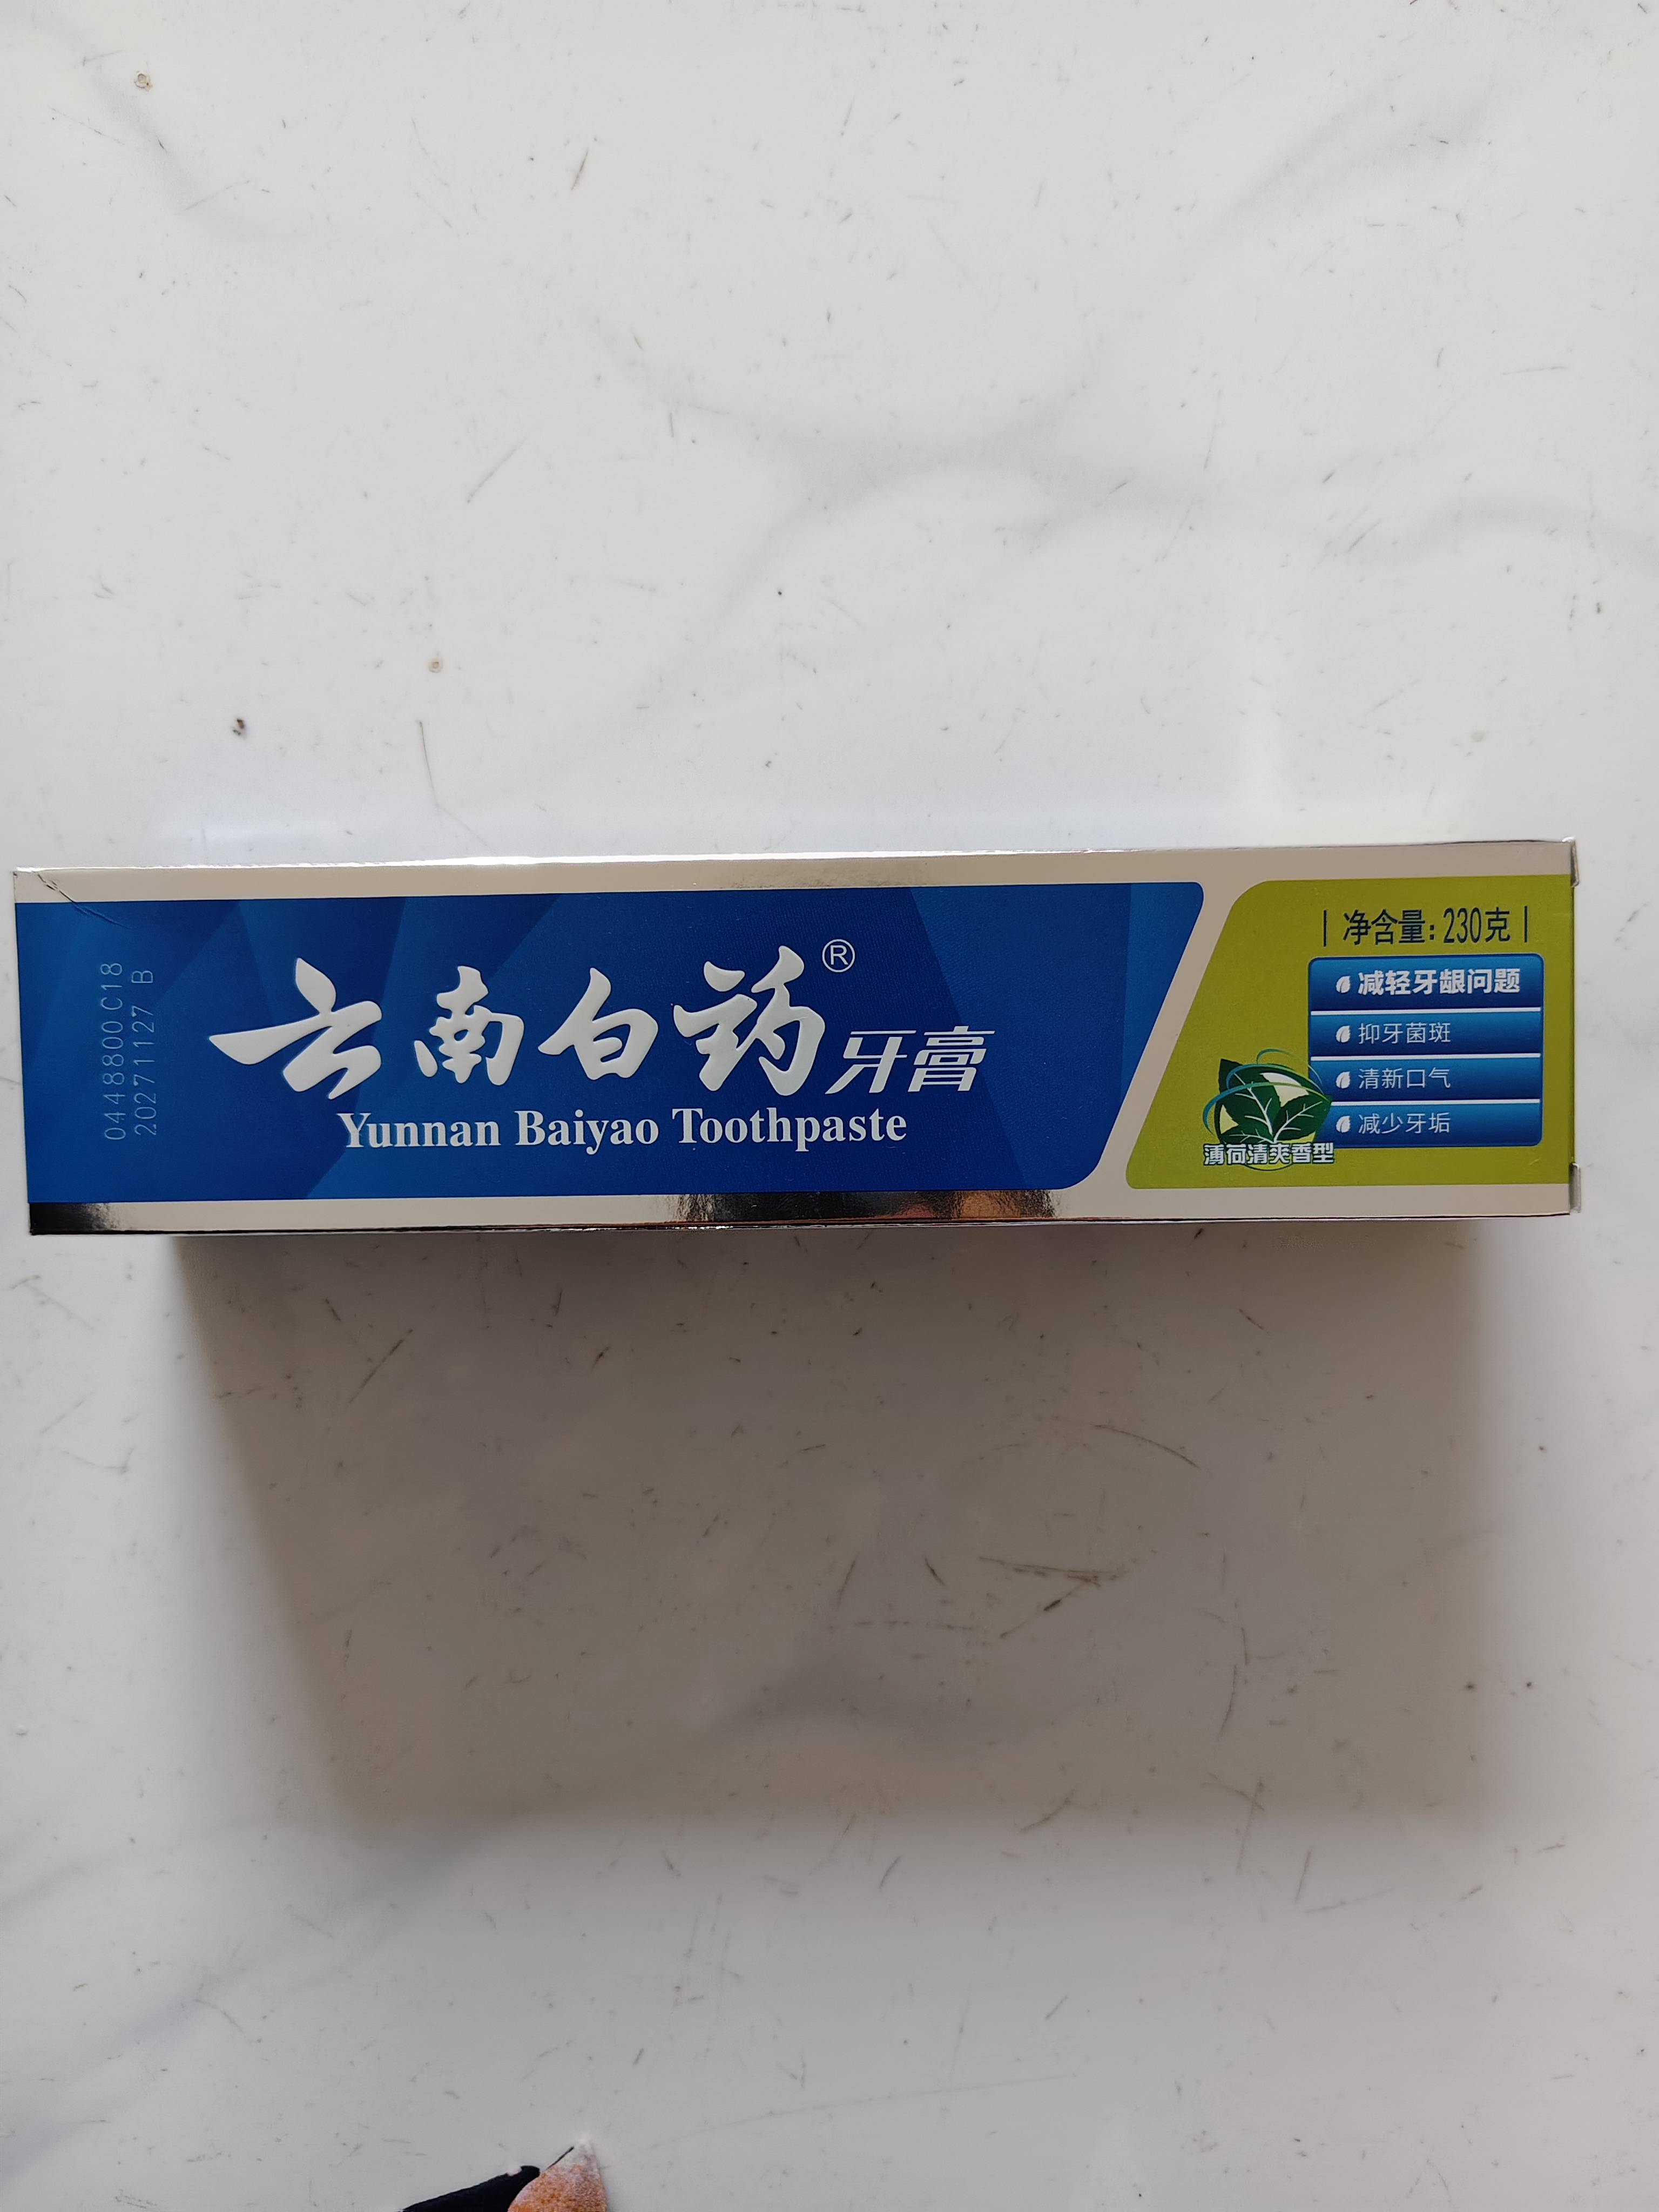 0448800C18
20271127 B
云南白药®牙膏
Yunnan Baiyao Toothpaste
净含量:230克
减轻牙龈问题
抑牙菌斑
清新口气
减少牙垢
薄荷清爽香型